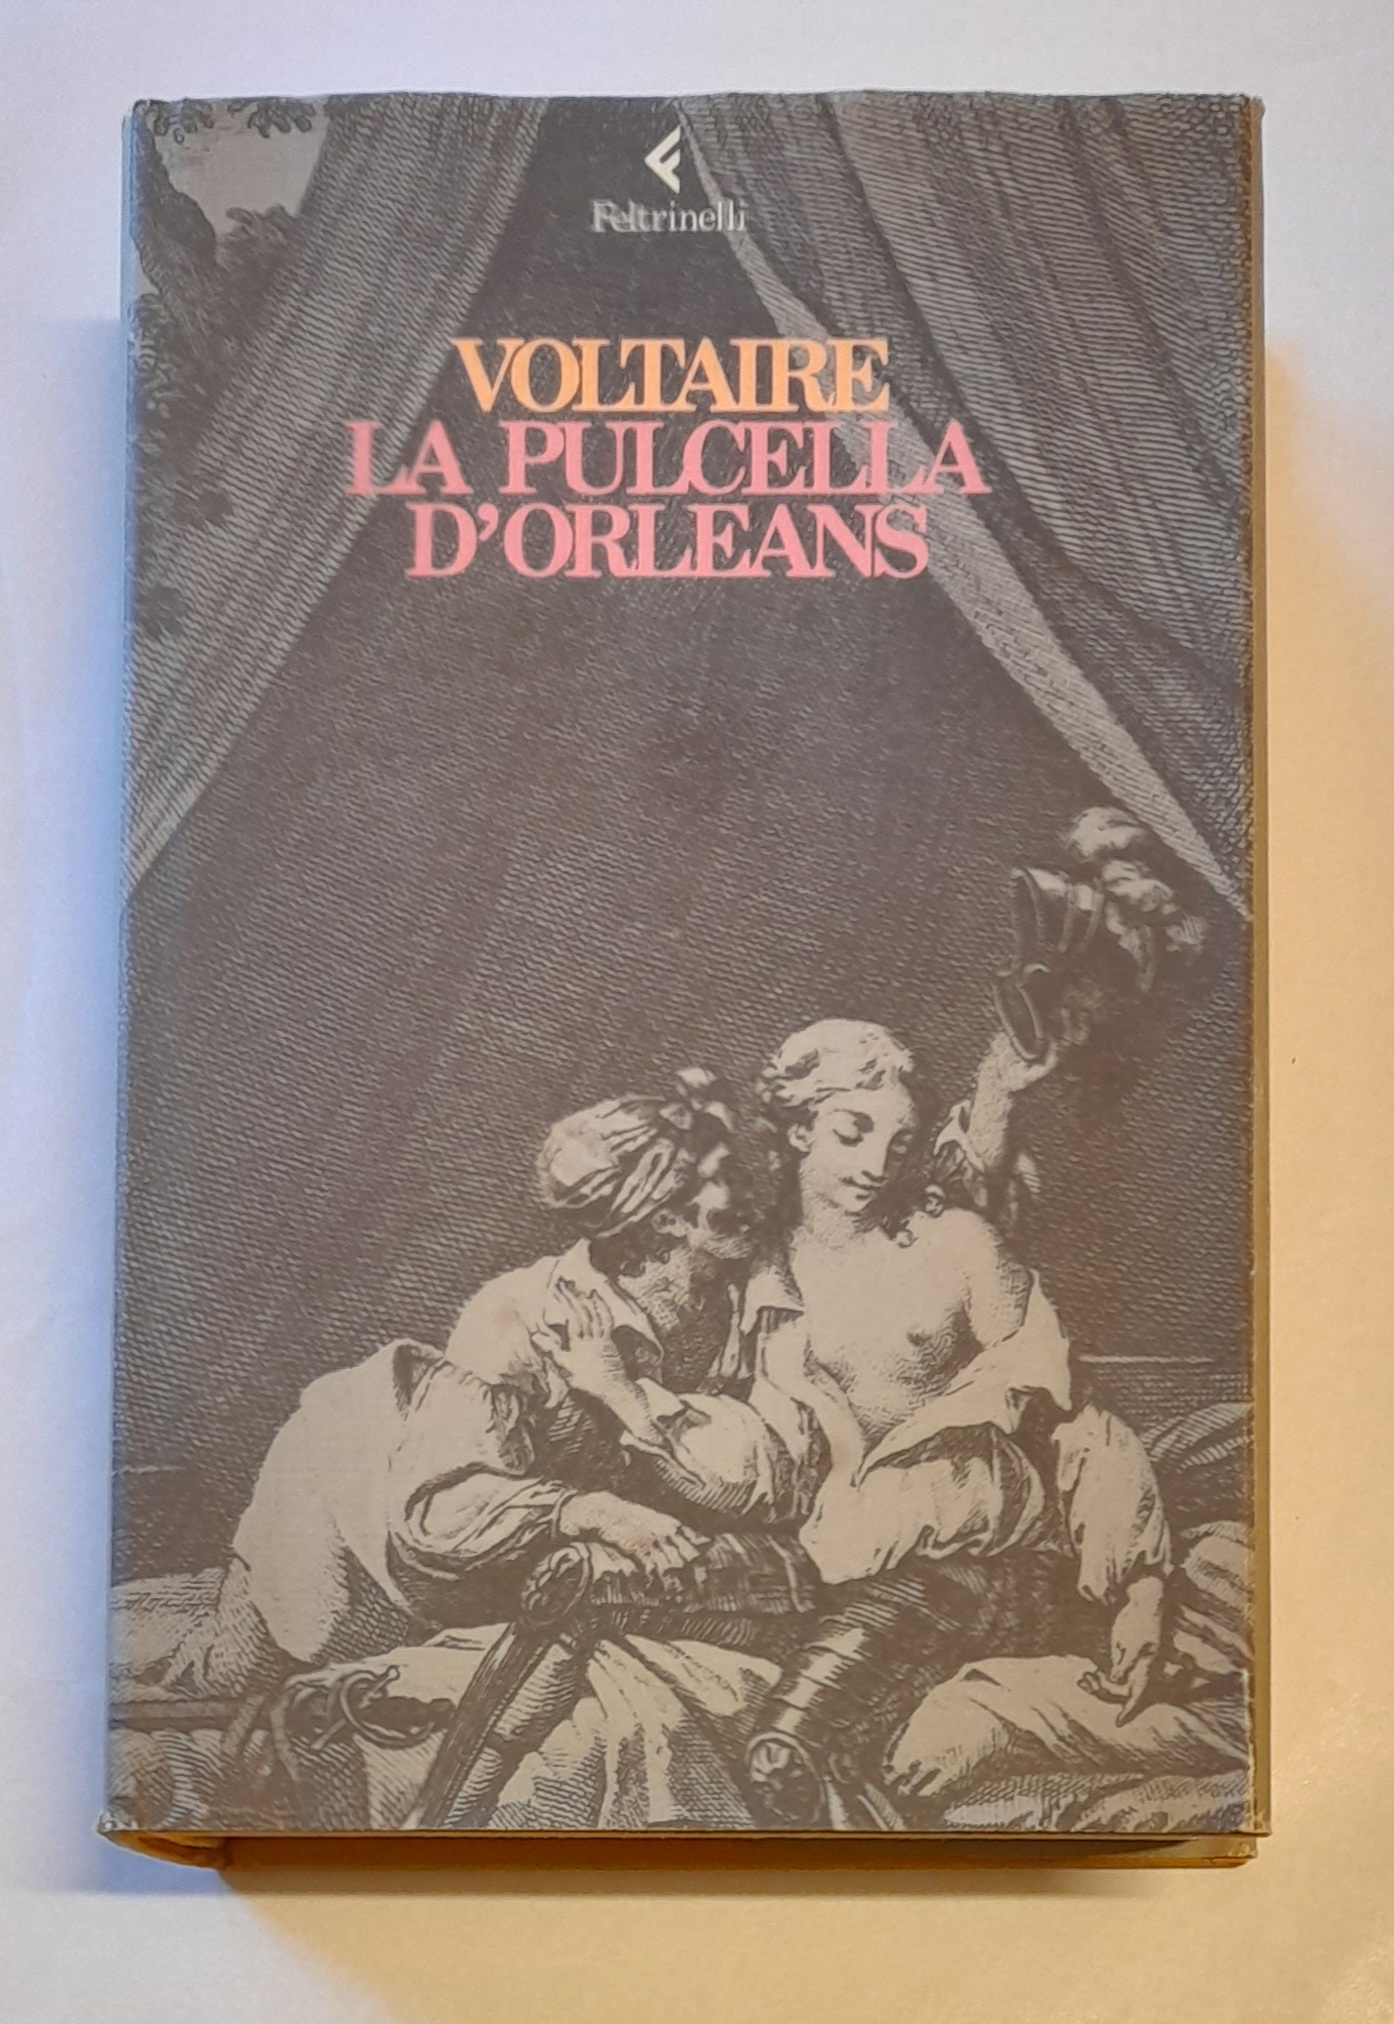 Feltrinelli
VOLTAIRE
LA PULCELLA
D'ORLEANS